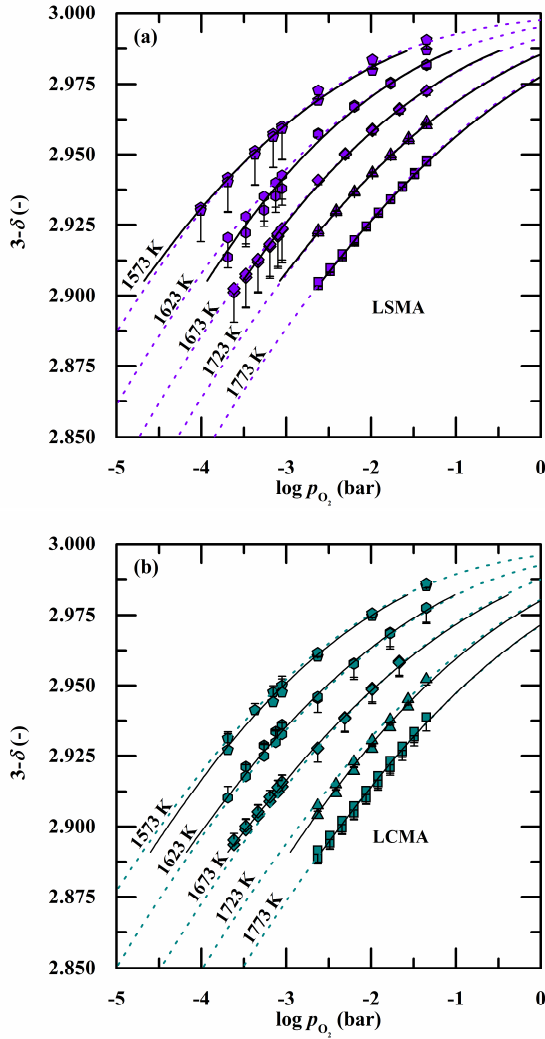 (a)
3.000
2.975
2.950
2.925
2.900
2.875
2.850
3-δ (-)
1573 K
1623 K
1673 K
1723 K
1773 K
LSMA
-5 -4 -3 -2 -1 0
log pO2 (bar)
(b)
3.000
2.975
2.950
2.925
2.900
2.875
2.850
3-δ (-)
1573 K
1623 K
1673 K
1723 K
1773 K
LCMA
-5 -4 -3 -2 -1 0
log pO2 (bar)